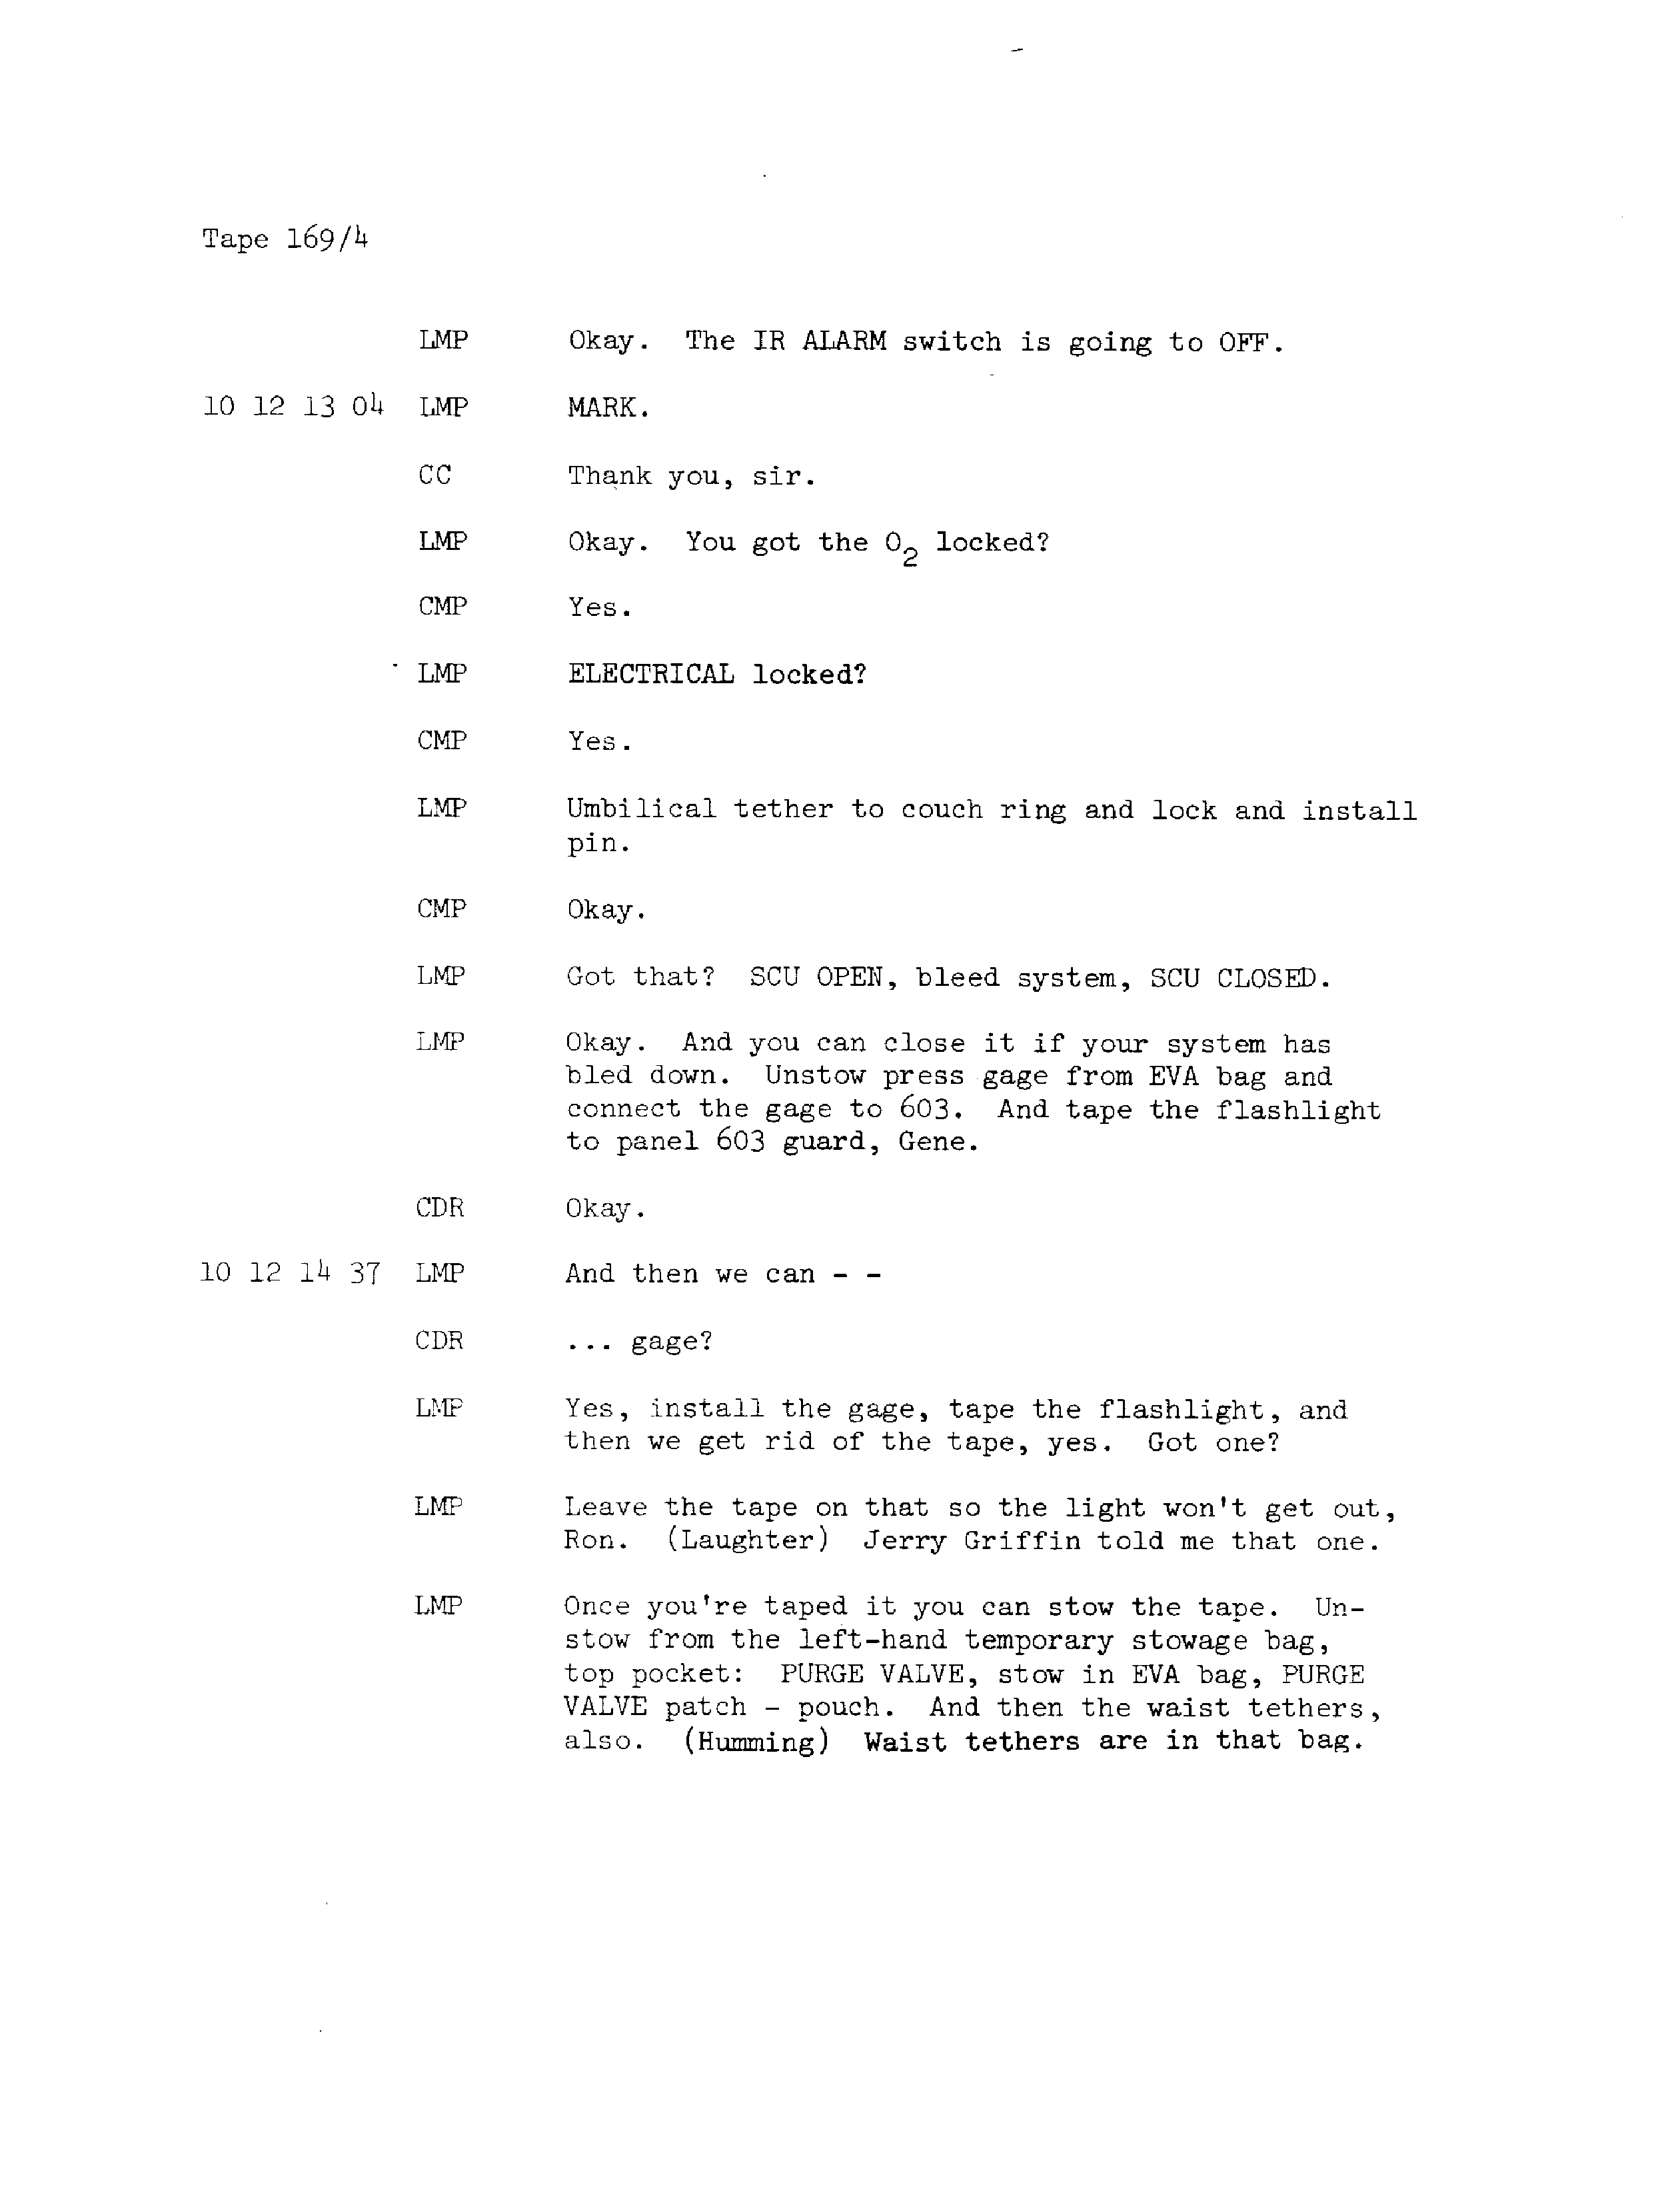 Tape 169/4
LMP Okay. The IR ALARM switch is going to OFF.
10 12 13 04 LMP MARK.
CC Thank you, sir.
LMP Okay. You got the O2 locked?
CMP Yes.
LMP ELECTRICAL locked?
CMP Yes.
LMP Umbilical tether to couch ring and lock and install
pin.
CMP Okay.
LMP Got that? SCU OPEN, bleed system, SCU CLOSED.
LMP Okay. And you can close it if your system has
bled down. Unstow press gage from EVA bag and
connect the gage to 603. And tape the flashlight
to panel 603 guard, Gene.
CDR Okay.
10 12 14 37 LMP And then we can - -
CDR ... gage?
LMP Yes, install the gage, tape the flashlight, and
then we get rid of the tape, yes. Got one?
LMP Leave the tape on that so the light won't get out,
Ron. (Laughter) Jerry Griffin told me that one.
LMP Once you're taped it you can stow the tape. Un-
stow from the left-hand temporary stowage bag,
top pocket: PURGE VALVE, stow in EVA bag, PURGE
VALVE patch - pouch. And then the waist tethers,
also. (Humming) Waist tethers are in that bag.